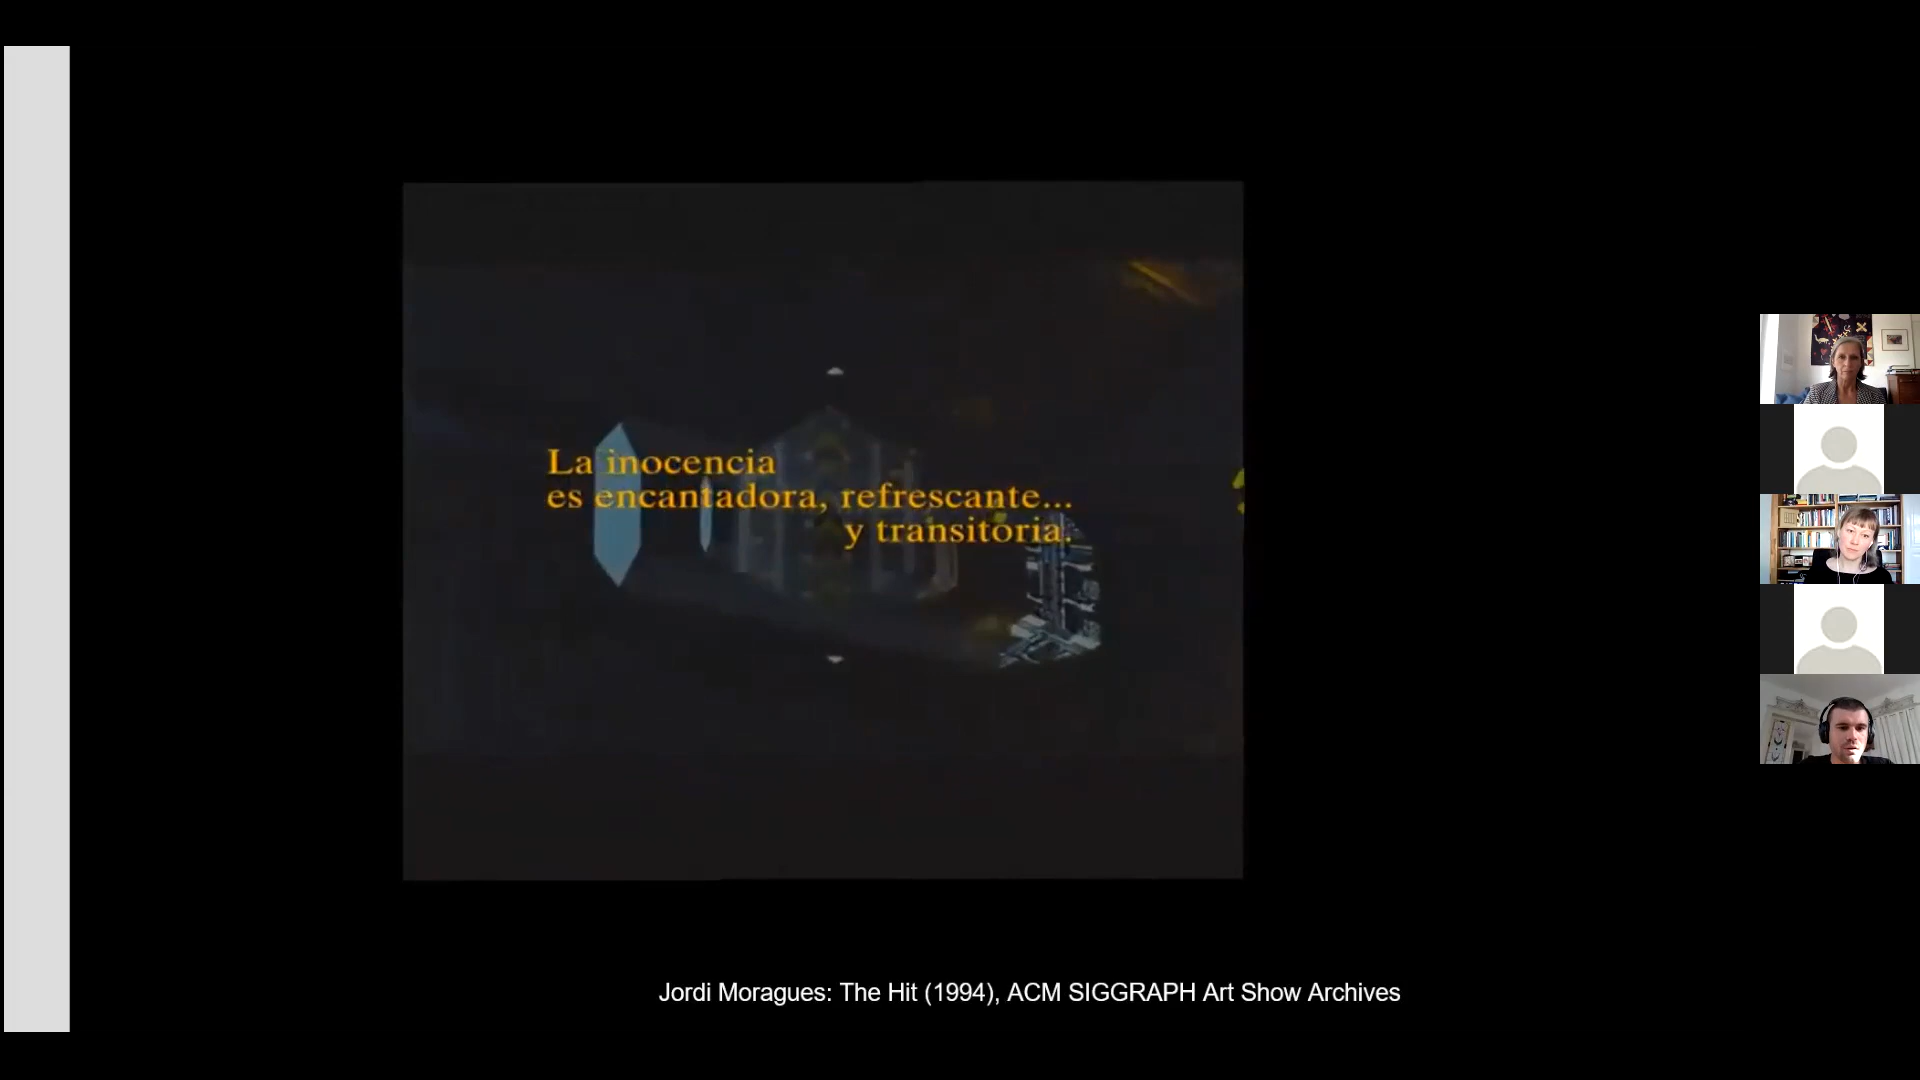 La inocencia
es encantadora, refrescante...
y transitoria.
Jordi Moragues: The Hit (1994), ACM SIGGRAPH Art Show Archives